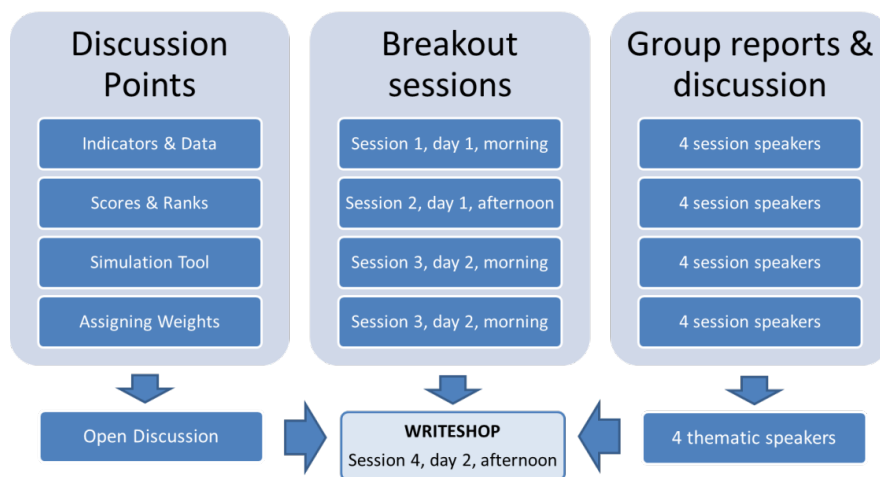 Discussion
Points
Indicators & Data
Scores & Ranks
Simulation Tool
Assigning Weights
Open Discussion
Breakout
sessions
Session 1, day 1, morning
Session 2, day 1, afternoon
Session 3, day 2, morning
Session 3, day 2, morning
WRITESHOP
Session 4, day 2, afternoon
Group reports &
discussion
4 session speakers
4 session speakers
4 session speakers
4 session speakers
4 thematic speakers